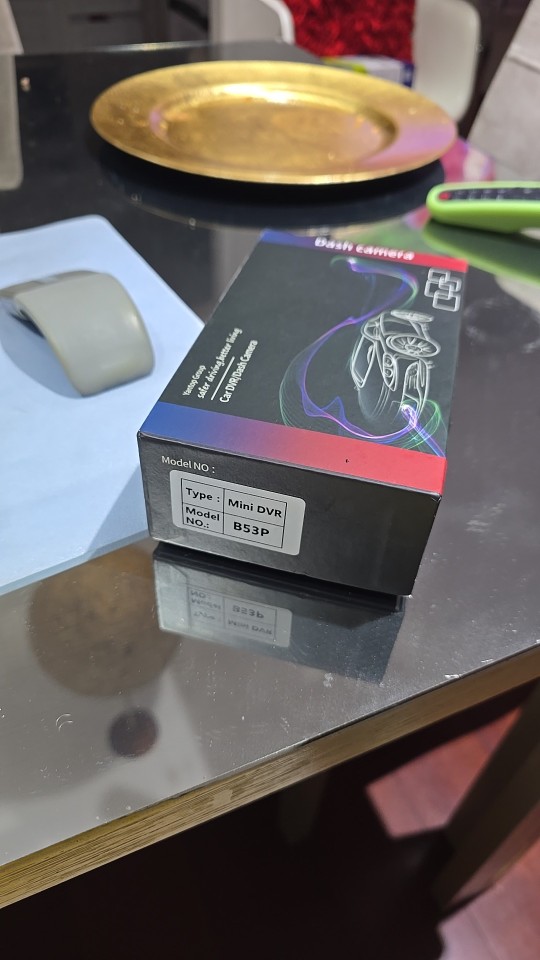 Dash camera
Yantop Group
safer driving,better living
Car DVR/Dash Camera
Model NO :
Type : Mini DVR
Model NO.: B53P